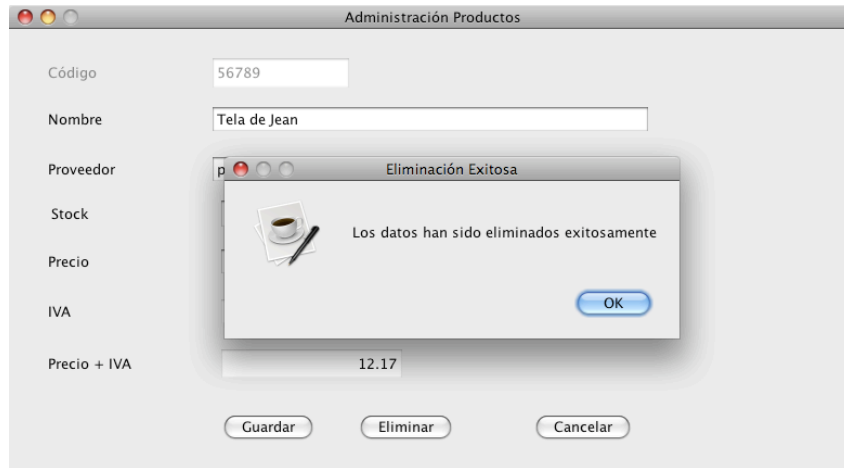 Administración Productos
Código 56789
Nombre Tela de Jean
Proveedor p
Eliminación Exitosa
Stock
Los datos han sido eliminados exitosamente
Precio
IVA
OK
Precio + IVA 12.17
Guardar Eliminar Cancelar